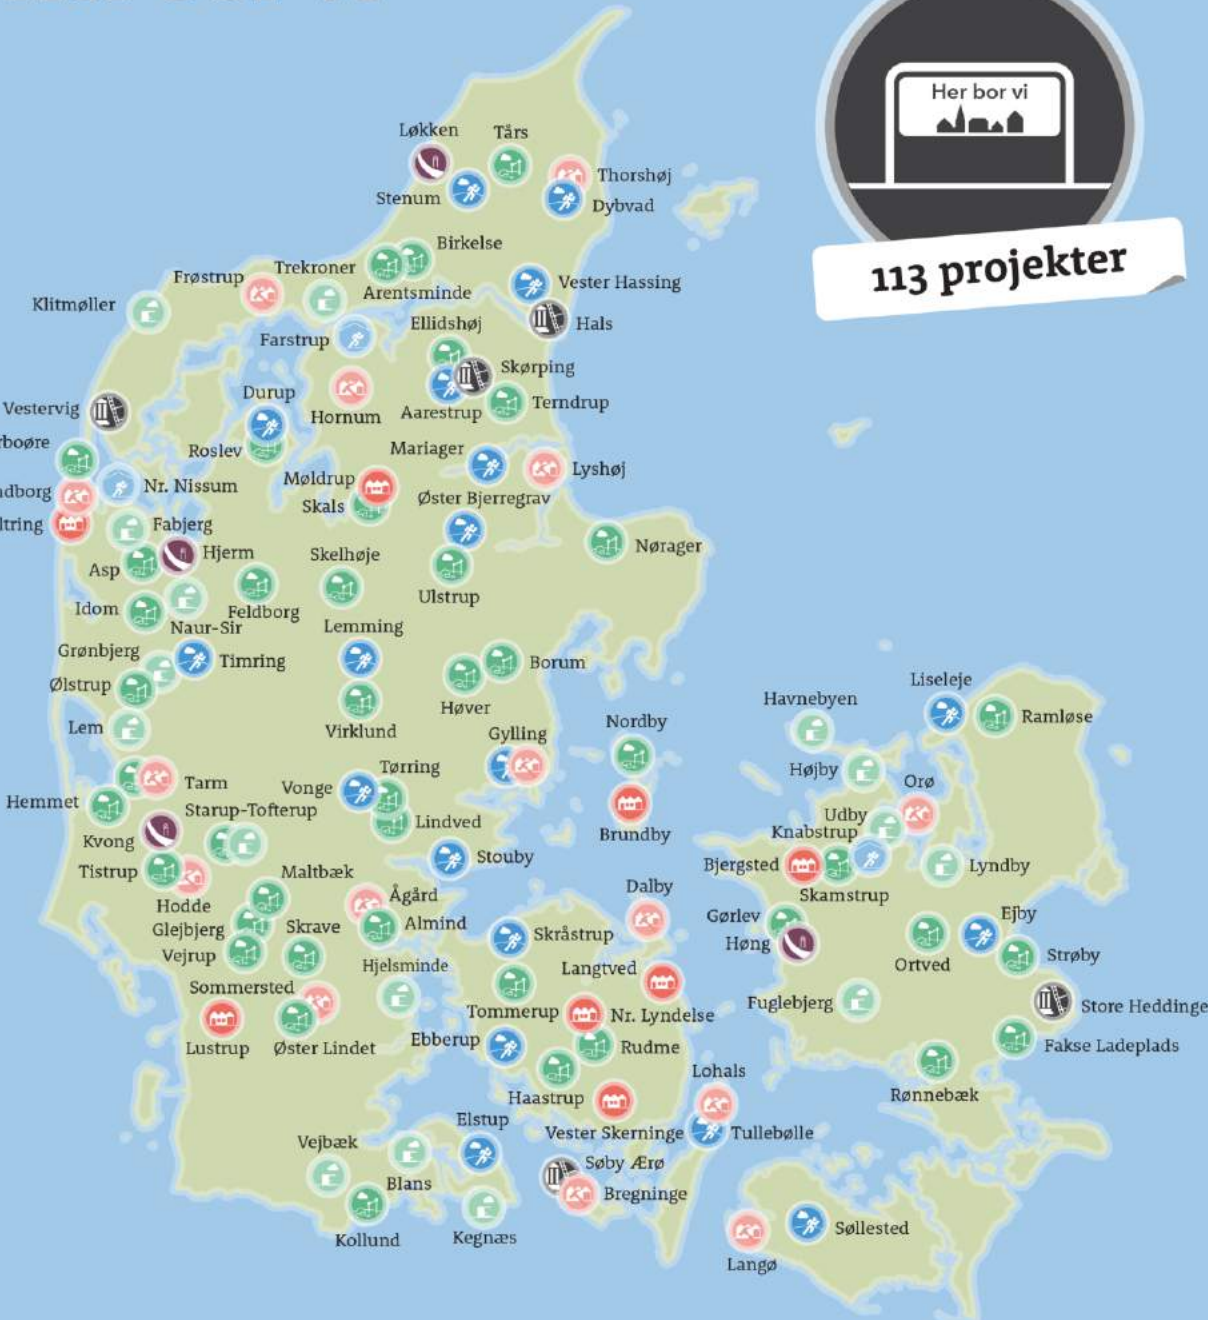 Her bor vi
113 projekter
Løkken
Tårs
Thorshøj
Stenum
Dybvad
Birkelse
Trekroner
Frøstrup
Vester Hassing
Arentsminde
Klitmøller
Ellidshøj
Hals
Farstrup
Skørping
Durup
Terndrup
Vestervig
Hornum
Aarestrup
Mariager
Roslev
Lyshøj
Møldrup
Nr. Nissum
Øster Bjerregrav
Skals
Fabjerg
Nørager
Hjerm
Skelhøje
Asp
Ulstrup
Idom
Feldborg
Naur-Sir
Lemming
Grønbjerg
Timring
Borum
Ølstrup
Liseleje
Havnebyen
Høver
Ramløse
Nordby
Lem
Virklund
Gylling
Tørring
Højby
Orø
Tarm
Vonge
Hemmet
Starup-Tofterup
Udby
Lindved
Knabstrup
Brundby
Kvong
Stouby
Bjergsted
Lyndby
Tistrup
Maltbæk
Dalby
Ågård
Skamstrup
Hodde
Gørlev
Ejby
Almind
Glejbjerg
Skrave
Skråstrup
Høng
Vejrup
Strøby
Hjelsminde
Langtved
Ortved
Sommersted
Fuglebjerg
Store Heddinge
Tommerup
Nr. Lyndelse
Ebberup
Lustrup
Øster Lindet
Rudme
Fakse Ladeplads
Lohals
Rønnebæk
Haastrup
Elstup
Vester Skerninge
Tullebølle
Vejbæk
Søby Ærø
Blans
Bregninge
Søllested
Kollund
Kegnæs
Langø